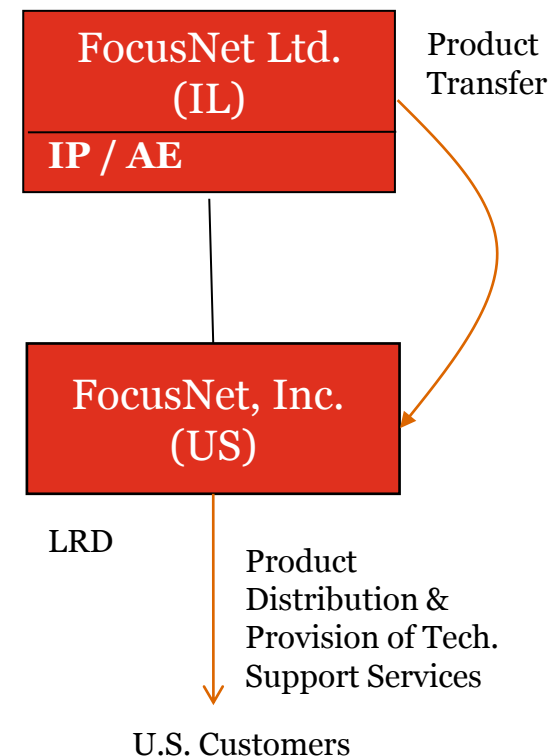 FocusNet Ltd.
(IL)
IP / AE
Product
Transfer
FocusNet, Inc.
(US)
LRD
Product
Distribution &
Provision of Tech.
Support Services
U.S. Customers